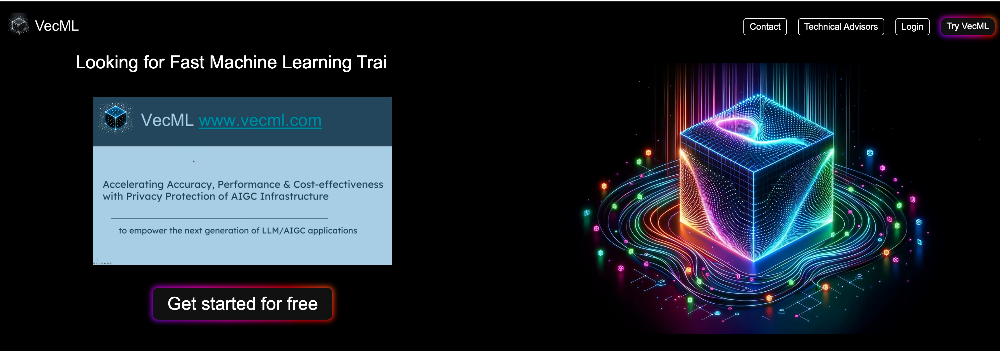 VecML
Contact
Technical Advisors
Login
Try VecML
Looking for Fast Machine Learning Trai
VecML www.vecml.com
Accelerating Accuracy, Performance & Cost-effectiveness
with Privacy Protection of AIGC Infrastructure
to empower the next generation of LLM/AIGC applications
Get started for free